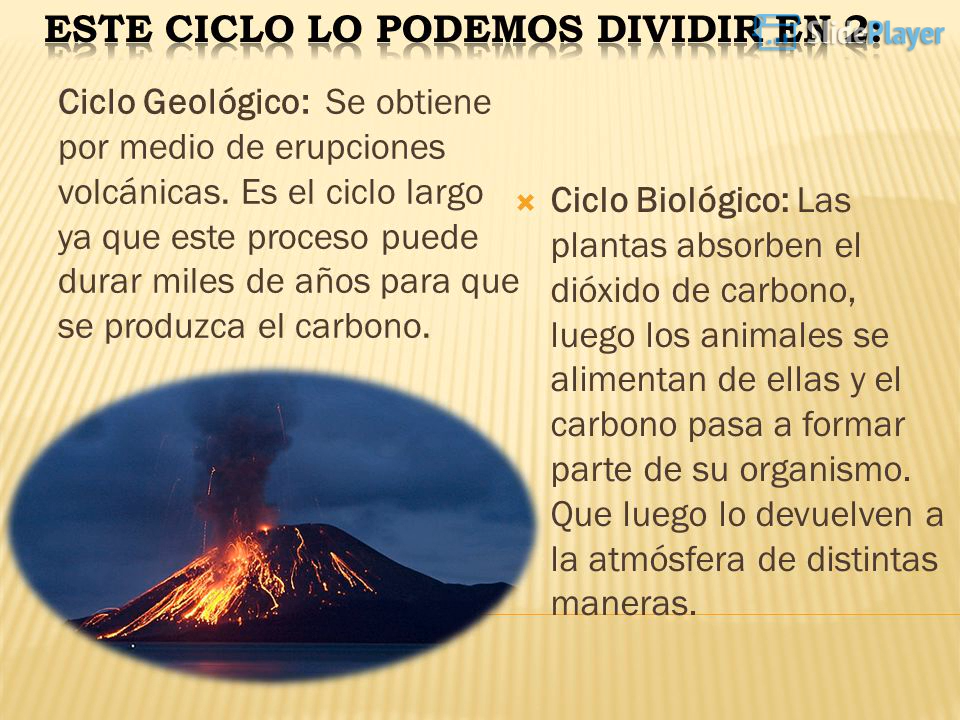 ESTE CICLO LO PODEMOS DIVIDIR EN 2:
SlidePlayer
Ciclo Geológico: Se obtiene
por medio de erupciones
volcánicas. Es el ciclo largo
ya que este proceso puede
durar miles de años para que
se produzca el carbono.
Ciclo Biológico: Las
plantas absorben el
dióxido de carbono,
luego los animales se
alimentan de ellas y el
carbono pasa a formar
parte de su organismo.
Que luego lo devuelven a
la atmósfera de distintas
maneras.